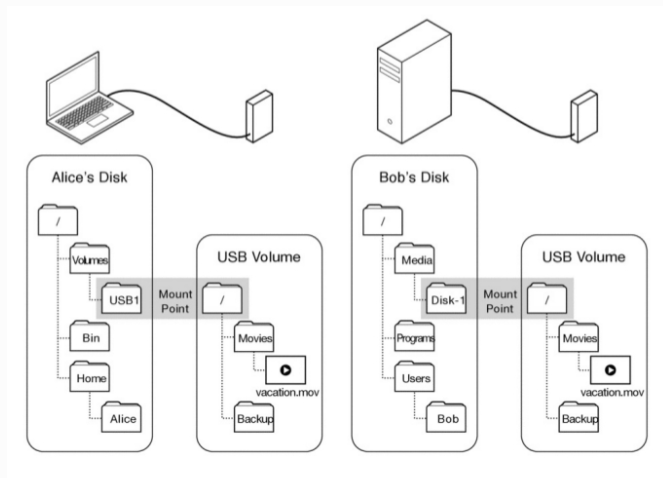 Alice's Disk
/
Volumes
USB1
Bin
Home
Alice
Mount
Point
USB Volume
/
Movies
vacation.mov
Backup
Bob's Disk
/
Media
Disk-1
Programs
Users
Bob
Mount
Point
USB Volume
/
Movies
vacation.mov
Backup